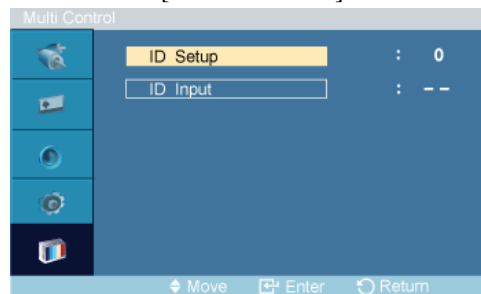 Multi Control
ID Setup : 0
ID Input : – –
Move Enter Return